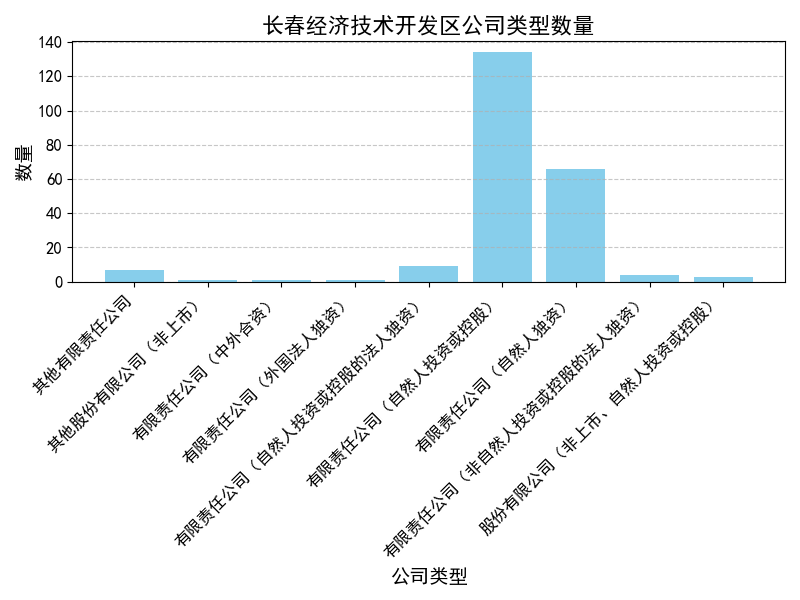 长春经济技术开发区公司类型数量
数量
140
120
100
80
60
40
20
0
其他有限责任公司
其他股份有限公司（非上市）
有限责任公司（中外合资）
有限责任公司（外国法人独资）
有限责任公司（自然人投资或控股的法人独资）
有限责任公司（自然人投资或控股）
有限责任公司（自然人独资）
有限责任公司（非自然人投资或控股的法人独资）
股份有限公司（非上市、自然人投资或控股）
公司类型